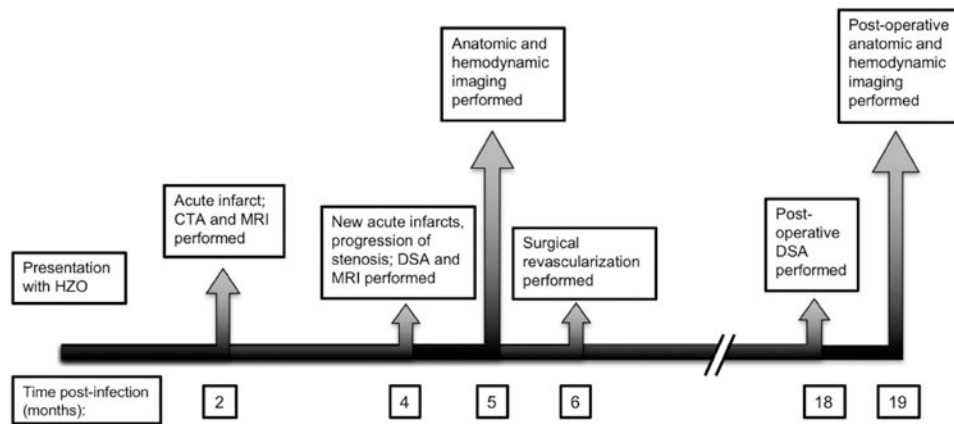 Presentation
with HZO
Acute infarct;
CTA and MRI
performed
New acute infarcts,
progression of
stenosis; DSA and
MRI performed
Anatomic and
hemodynamic
imaging
performed
Surgical
revascularization
performed
Post-
operative
DSA
performed
Post-operative
anatomic and
hemodynamic
imaging
performed
Time post-infection
(months):
2
4
5
6
18
19